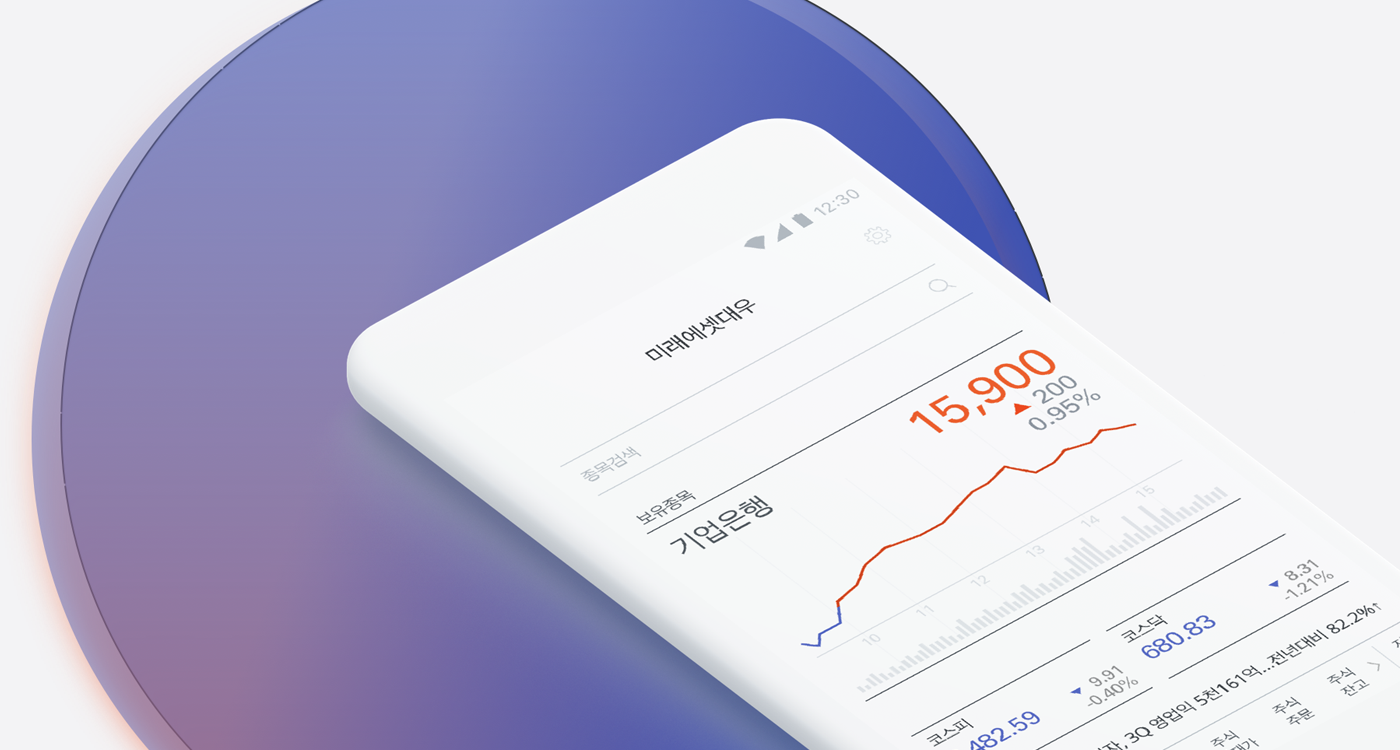 12:30
미래에셋대우
종목검색
보유종목
기업은행
15,900
▲ 200
0.95%
10 11 12 13 14 15
코스피
482.59
▼ 9.91
-0.40%
코스닥
680.83
▼ 8.31
-1.21%
3Q 영업익 5천161억...전년대비 82.2%↑
주식
주식
주문
주식
잔고